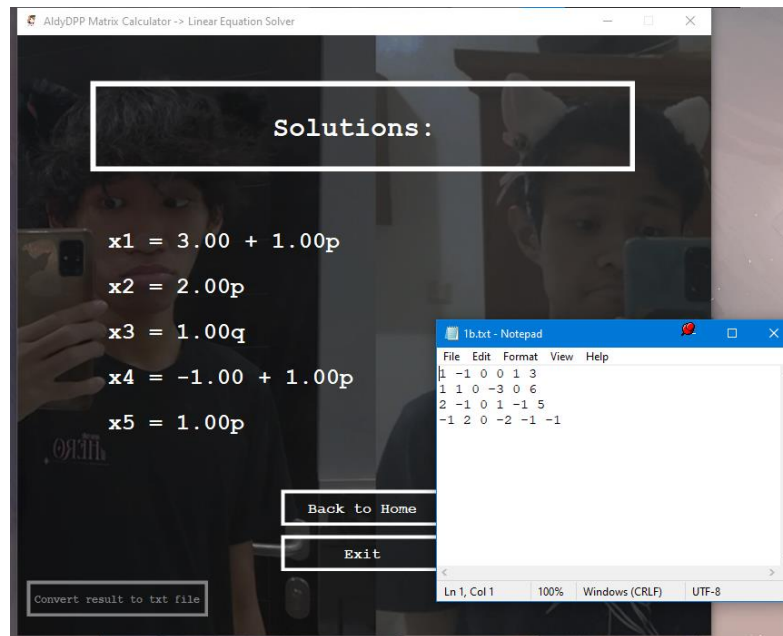 AldyDPP Matrix Calculator -> Linear Equation Solver
Solutions:
x1 = 3.00 + 1.00p
x2 = 2.00p
x3 = 1.00q
x4 = -1.00 + 1.00p
x5 = 1.00p
Back to Home
Exit
Convert result to txt file
1b.txt - Notepad
File Edit Format View Help
1 -1 0 0 1 3
1 1 0 -3 0 6
2 -1 0 1 -1 5
-1 2 0 -2 -1 -1
Ln 1, Col 1 100% Windows (CRLF) UTF-8